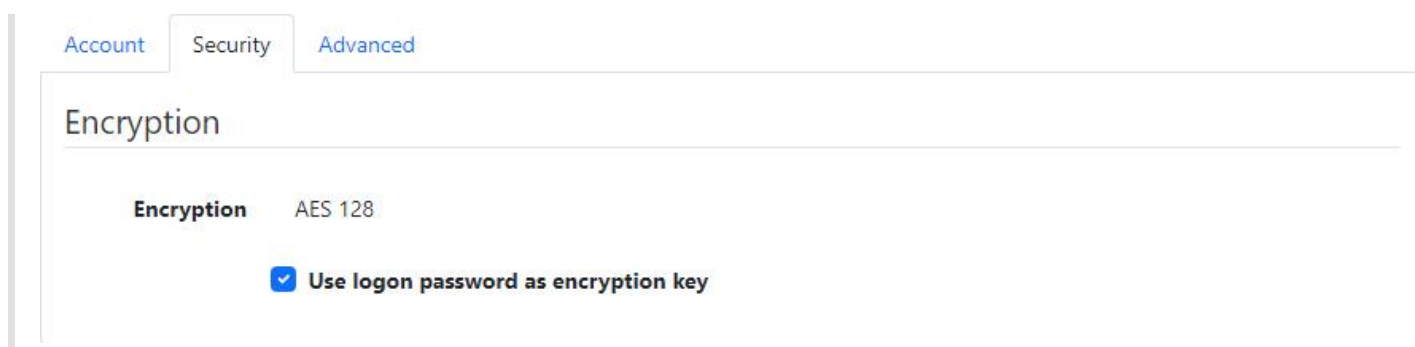 Account Security Advanced
Encryption
Encryption AES 128
Use logon password as encryption key